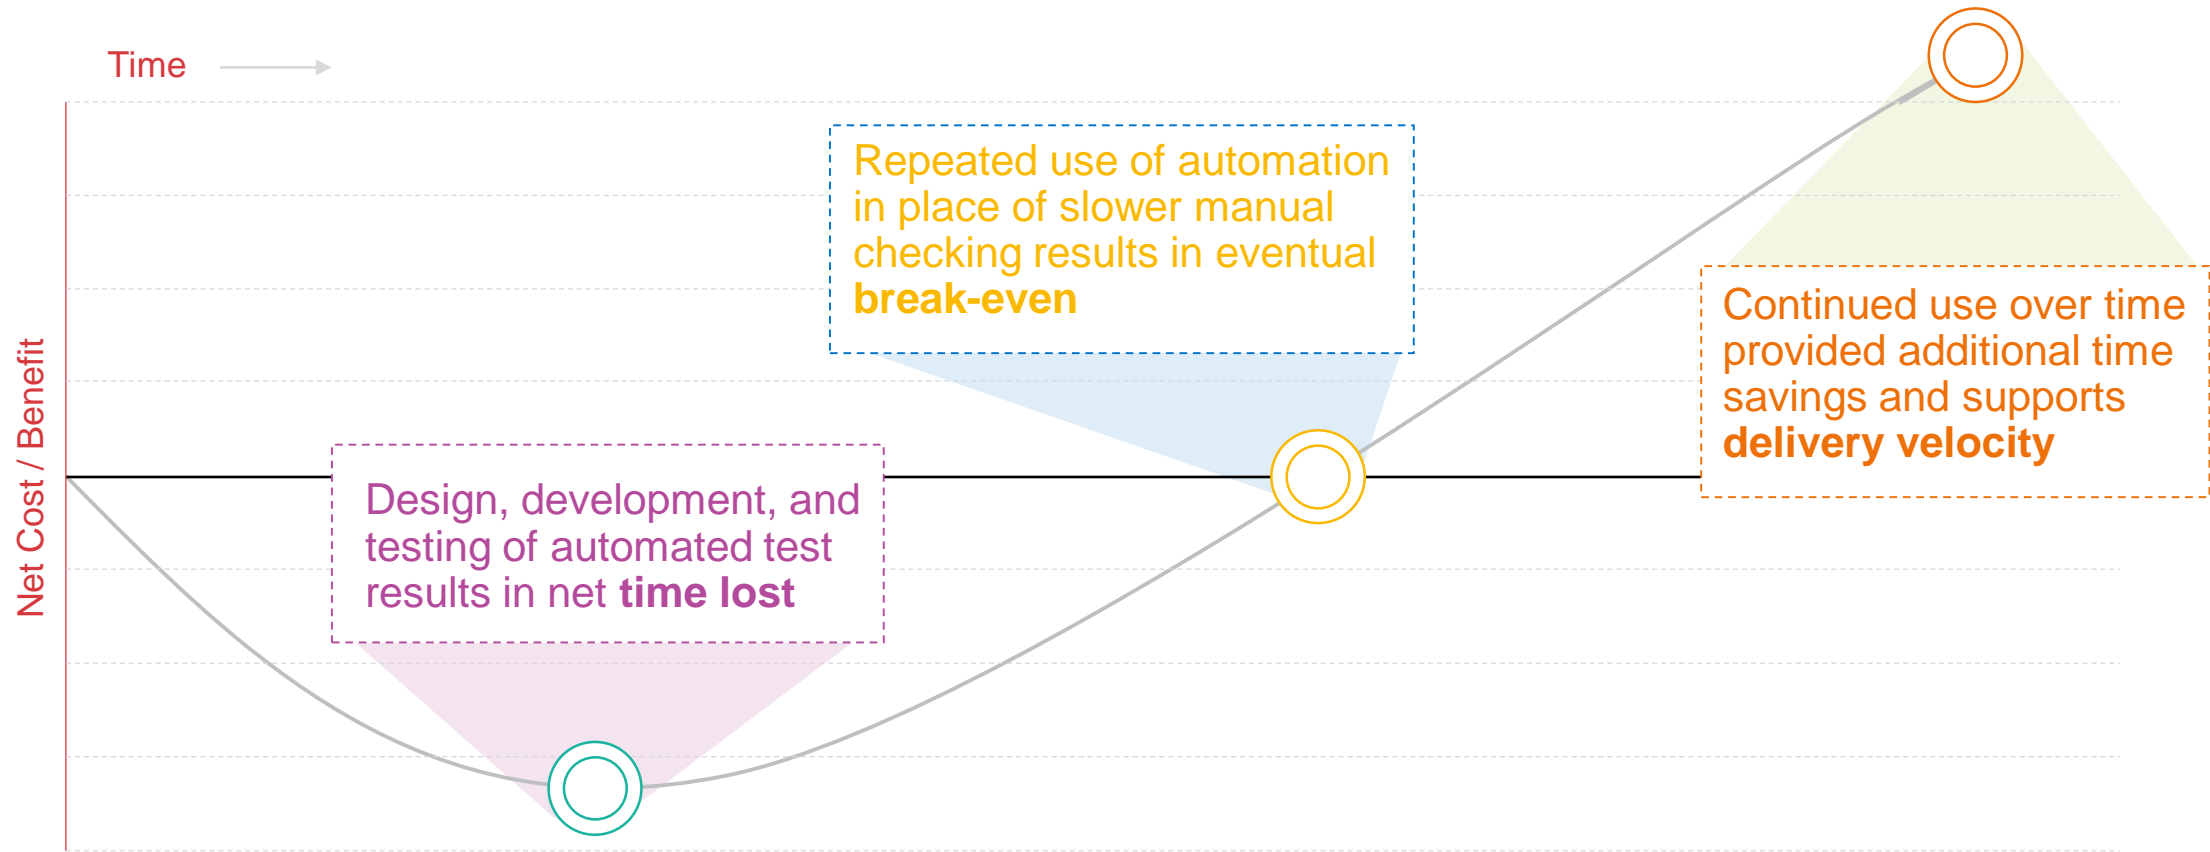 Time
Net Cost / Benefit
Repeated use of automation
in place of slower manual
checking results in eventual
break-even
Continued use over time
provided additional time
savings and supports
delivery velocity
Design, development, and
testing of automated test
results in net time lost